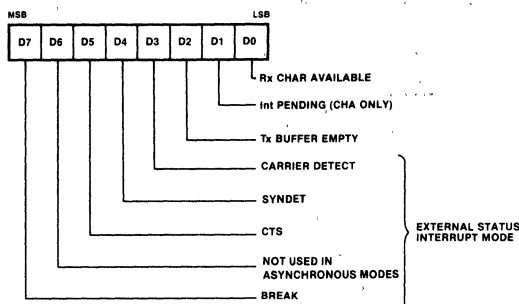 MSB LSB
D7 D6 D5 D4 D3 D2 D1 D0
Rx CHAR AVAILABLE
Int PENDING (CHA ONLY)
Tx BUFFER EMPTY
CARRIER DETECT
SYNDET
CTS
EXTERNAL STATUS
INTERRUPT MODE
NOT USED IN
ASYNCHRONOUS MODES
BREAK